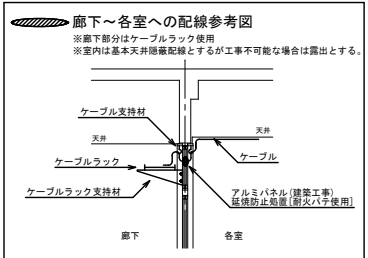 廊下～各室への配線参考図
※廊下部分はケーブルラック使用
※室内は基本天井隠蔽配線とするが工事不可能な場合は露出とする。
ケーブル支持材
天井
天井
ケーブル
ケーブルラック
ケーブルラック支持材
アルミパネル(建築工事)
延焼防止処置[耐火パテ使用]
廊下
各室